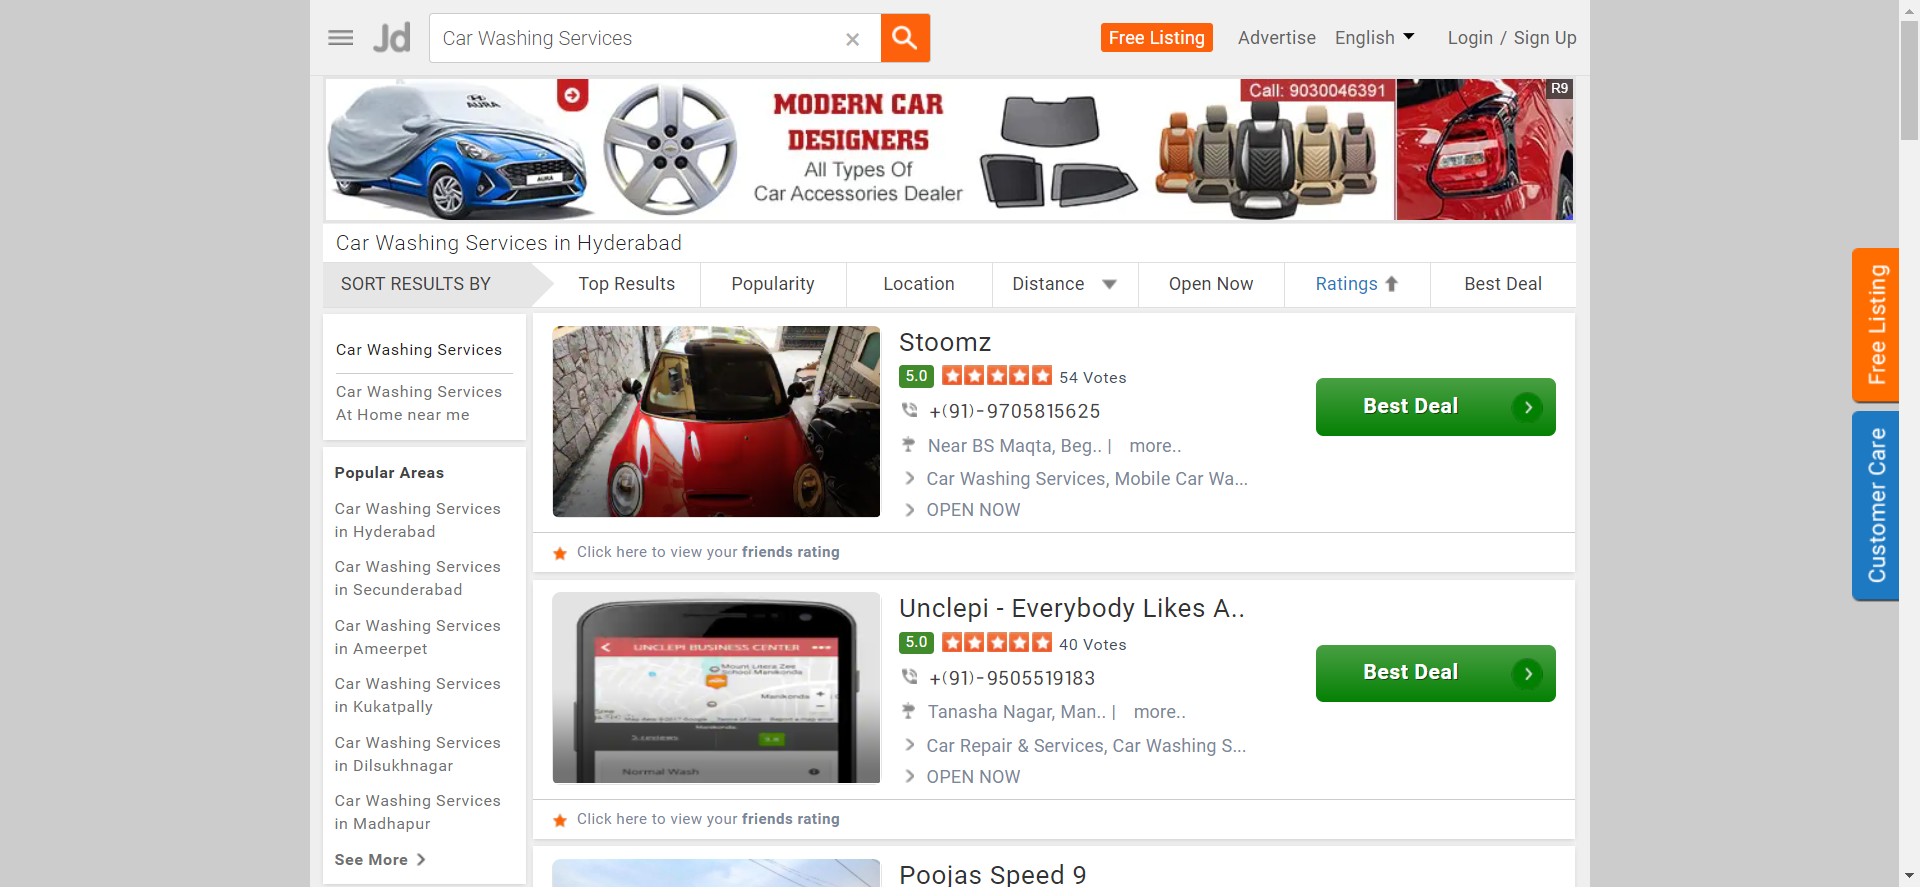 Jd
Car Washing Services
Free Listing
Advertise
English
Login / Sign Up
AURA
AURA
MODERN CAR
DESIGNERS
All Types Of
Car Accessories Dealer
Call: 9030046391
R9
Car Washing Services in Hyderabad
SORT RESULTS BY
Top Results
Popularity
Location
Distance
Open Now
Ratings
Best Deal
Car Washing Services
Car Washing Services
At Home near me
Popular Areas
Car Washing Services
in Hyderabad
Car Washing Services
in Secunderabad
Car Washing Services
in Ameerpet
Car Washing Services
in Kukatpally
Car Washing Services
in Dilsukhnagar
Car Washing Services
in Madhapur
See More
Stoomz
5.0 54 Votes
+(91)-9705815625
Near BS Maqta, Beg.. | more..
Car Washing Services, Mobile Car Wa...
OPEN NOW
Best Deal
Click here to view your friends rating
UNCLEPI BUSINESS CENTER
Mount Litera Zee
School Manikonda
Manikonda
Normal Wash
Unclepi - Everybody Likes A..
5.0 40 Votes
+(91)-9505519183
Tanasha Nagar, Man.. | more..
Car Repair & Services, Car Washing S...
OPEN NOW
Best Deal
Click here to view your friends rating
Poojas Speed 9
Free Listing
Customer Care